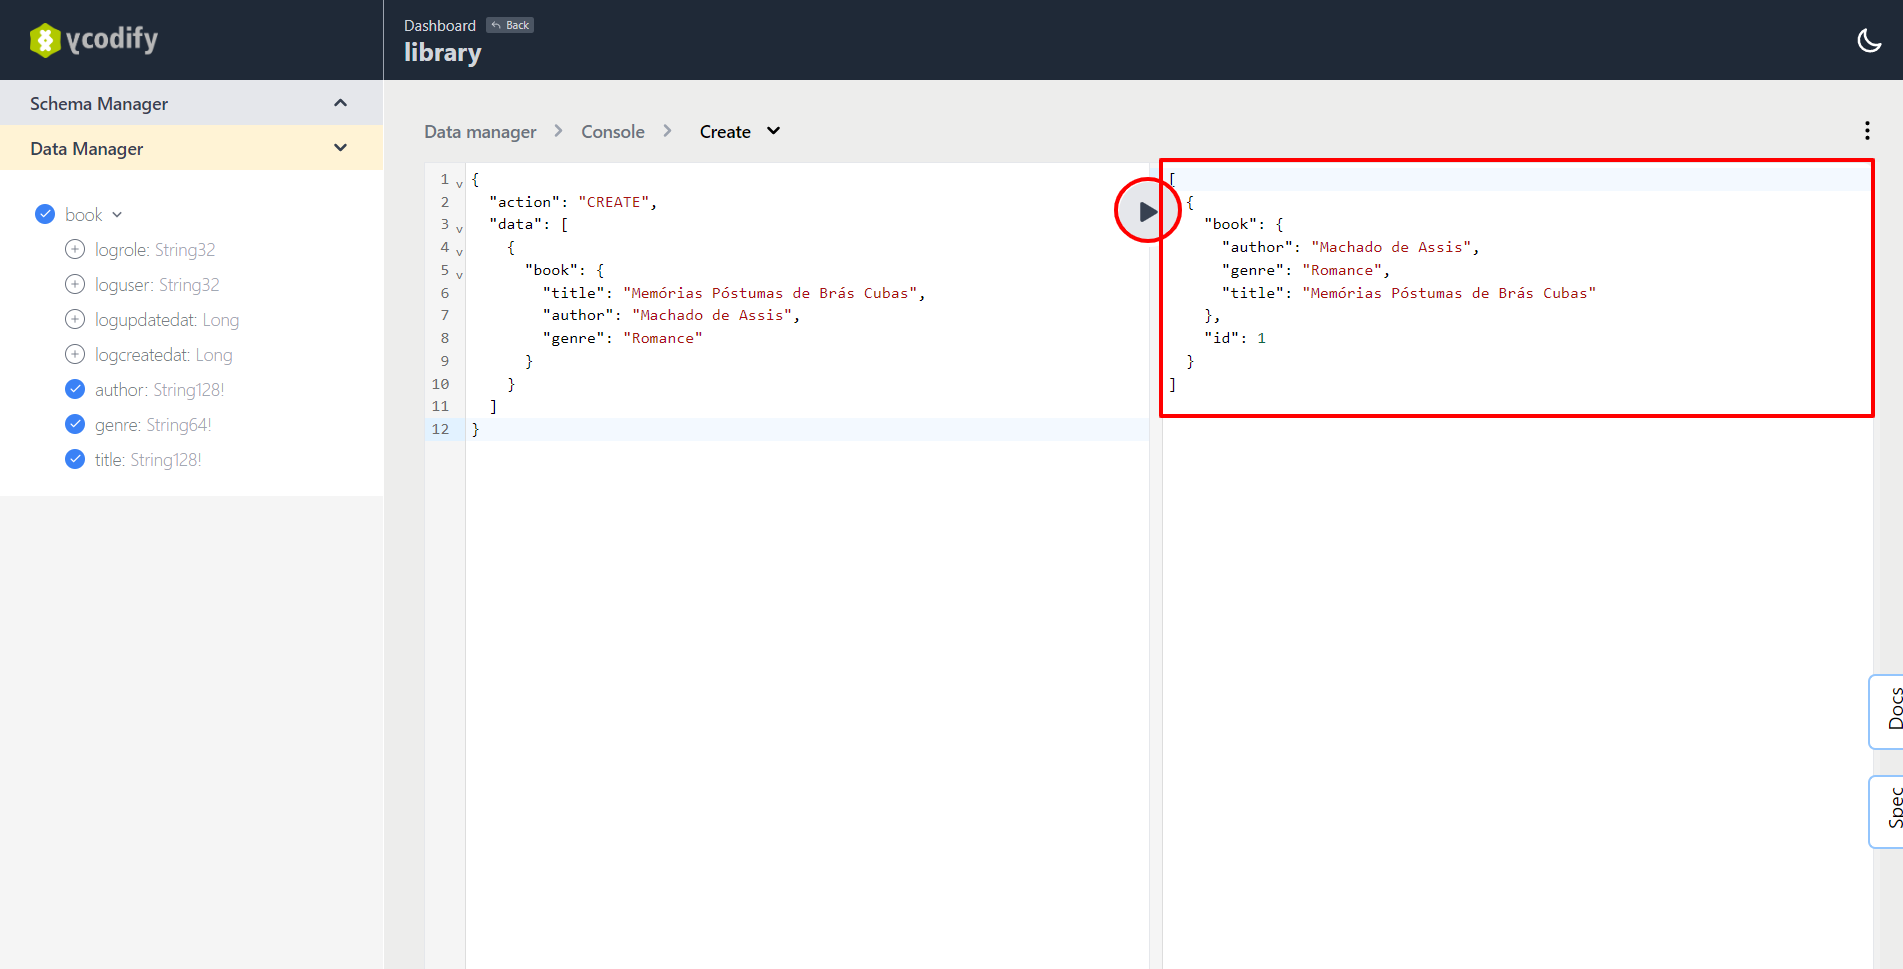 ycodify
Dashboard Back
library
Schema Manager
Data Manager
book
logrole: String32
loguser: String32
logupdatedat: Long
logcreatedat: Long
author: String128!
genre: String64!
title: String128!
Data manager > Console > Create
1 {
2 "action": "CREATE",
3 "data": [
4 {
5 "book": {
6 "title": "Memórias Póstumas de Brás Cubas",
7 "author": "Machado de Assis",
8 "genre": "Romance"
9 }
10 }
11 ]
12 }
[
{
"book": {
"author": "Machado de Assis",
"genre": "Romance",
"title": "Memórias Póstumas de Brás Cubas"
},
"id": 1
}
]
Docs
Spec